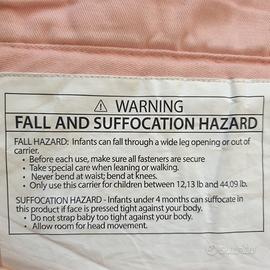 ⚠ WARNING
FALL AND SUFFOCATION HAZARD
FALL HAZARD: Infants can fall through a wide leg opening or out of
carrier.
• Before each use, make sure all fasteners are secure
• Take special care when leaning or walking.
• Never bend at waist; bend at knees.
• Only use this carrier for children between 12,13 lb and 44,09 lb.
SUFFOCATION HAZARD - Infants under 4 months can suffocate in
this product if face is pressed tight against your body.
• Do not strap baby too tight against your body.
• Allow room for head movement.
subito